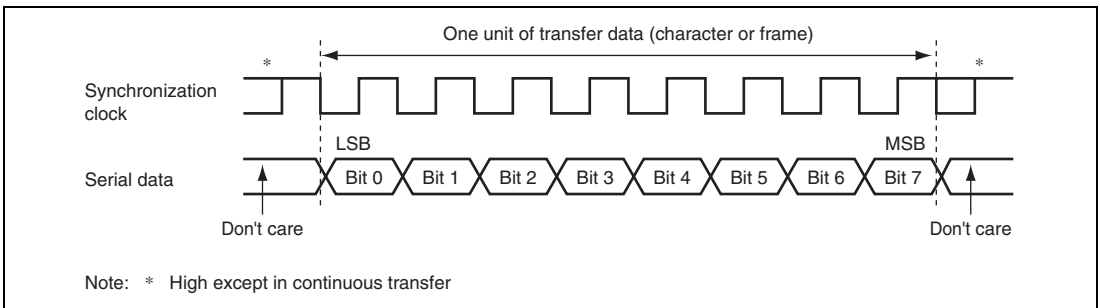 One unit of transfer data (character or frame)
* *
Synchronization
clock
LSB MSB
Serial data Bit 0 Bit 1 Bit 2 Bit 3 Bit 4 Bit 5 Bit 6 Bit 7
Don't care Don't care
Note: * High except in continuous transfer